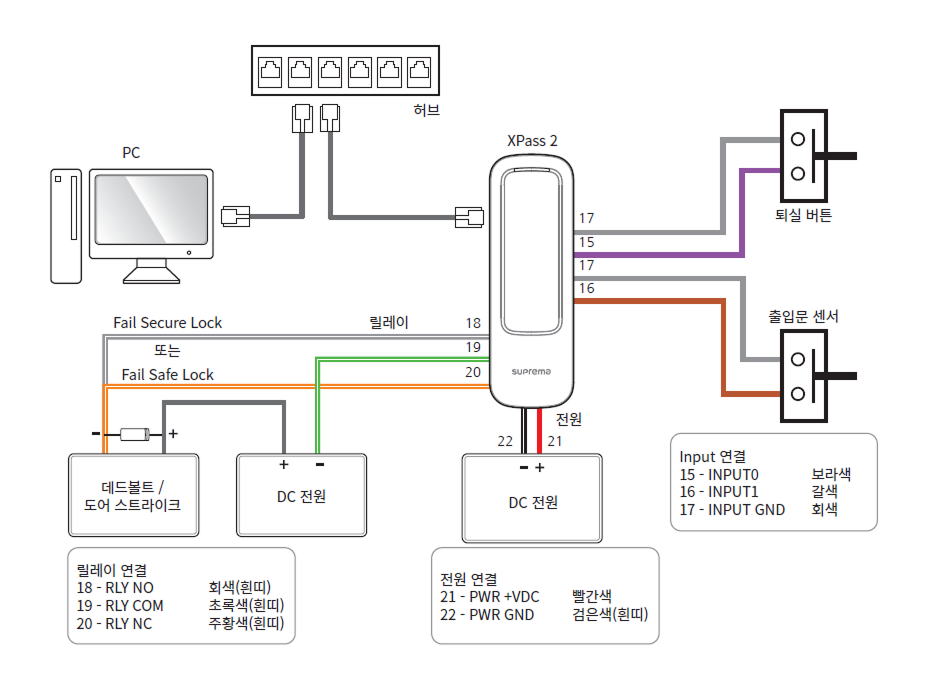 허브
PC
XPass 2
17
15
17
16
퇴실 버튼
출입문 센서
Fail Secure Lock
릴레이
18
또는
19
Fail Safe Lock
20
suprema
전원
22
21
- +
+ -
- +
데드볼트 /
도어 스트라이크
DC 전원
DC 전원
Input 연결
15 - INPUT0 보라색
16 - INPUT1 갈색
17 - INPUT GND 회색
릴레이 연결
18 - RLY NO 회색(흰띠)
19 - RLY COM 초록색(흰띠)
20 - RLY NC 주황색(흰띠)
전원 연결
21 - PWR +VDC 빨간색
22 - PWR GND 검은색(흰띠)